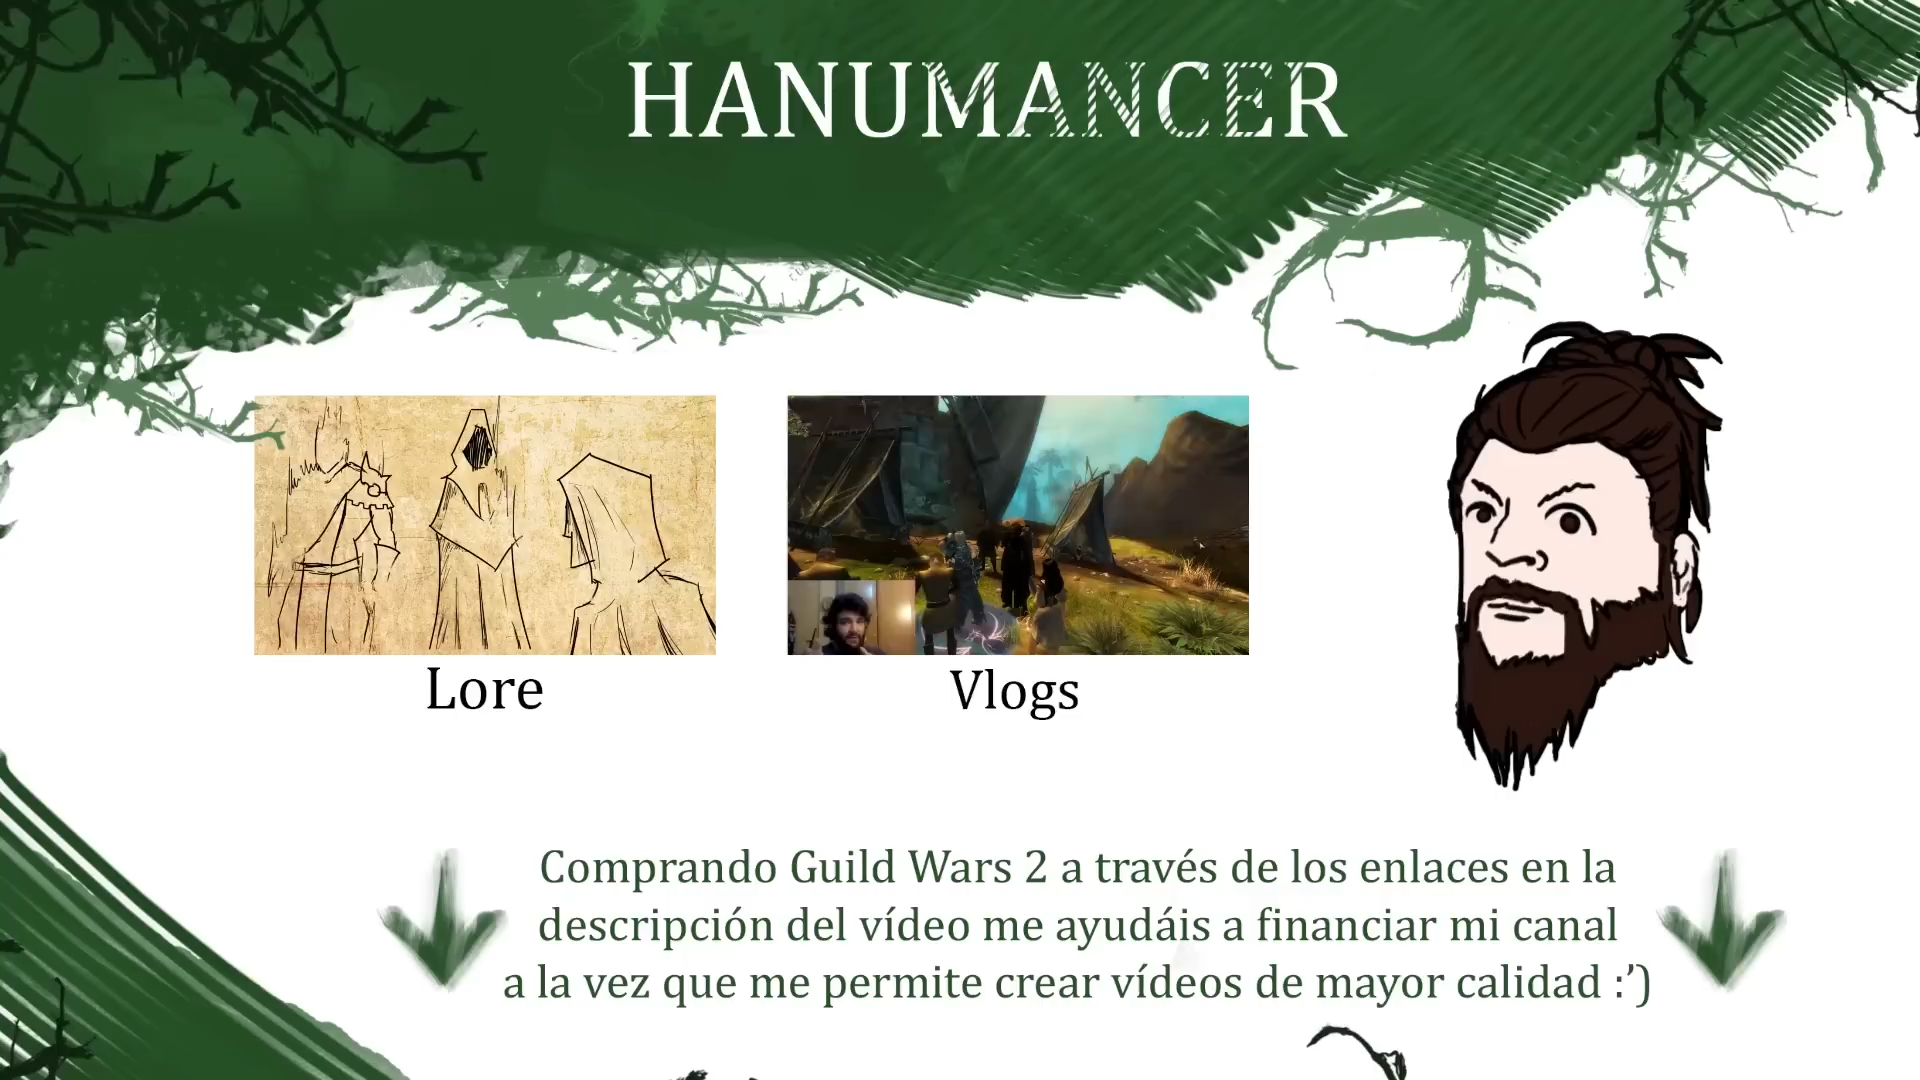 HANUMANCER
Lore
Vlogs
Comprando Guild Wars 2 a través de los enlaces en la
descripción del vídeo me ayudáis a financiar mi canal
a la vez que me permite crear vídeos de mayor calidad :’)